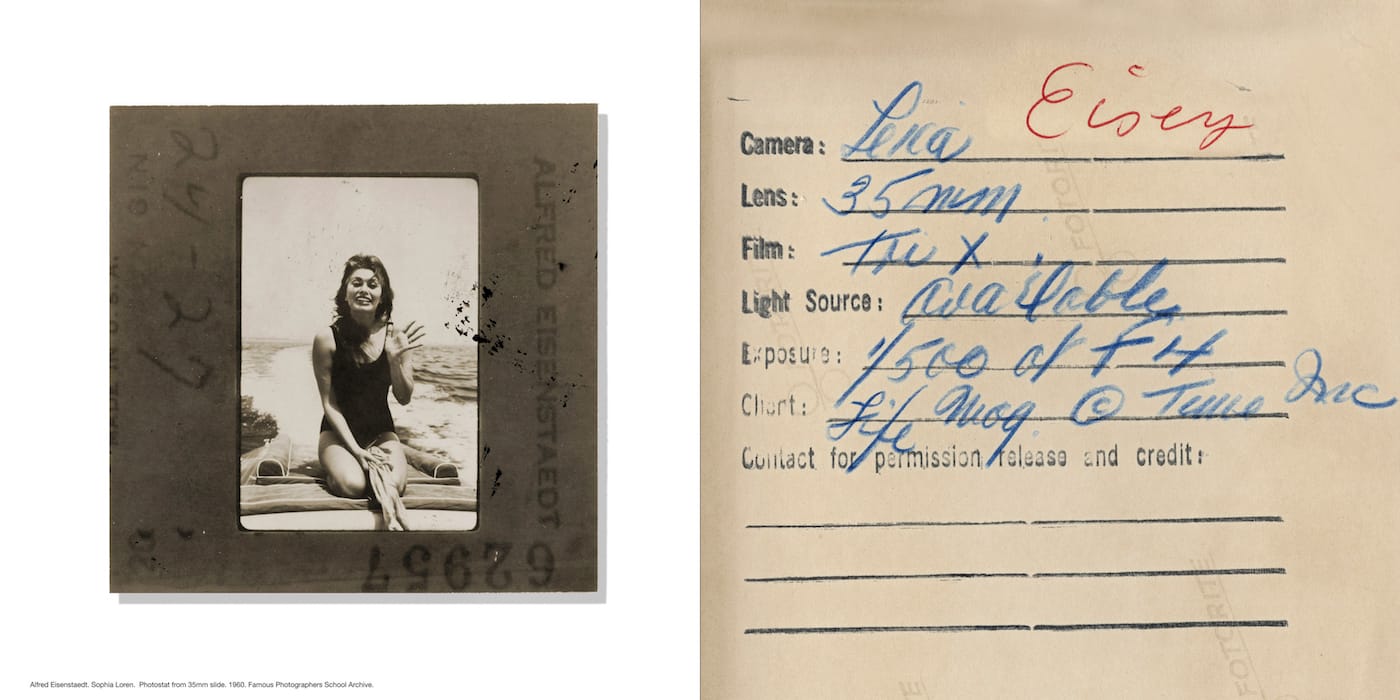 ALFRED EISENSTAEDT
62957
Alfred Eisenstaedt. Sophia Loren. Photostat from 35mm slide. 1960. Famous Photographers School Archive.
Eisey
Camera: Leica
Lens: 35mm.
Film: Tri X
Light Source: available
Exposure: 1/500 at F 4
Client: Life Mag. © Time Inc
Contact for permission release and credit:
FOTORITE